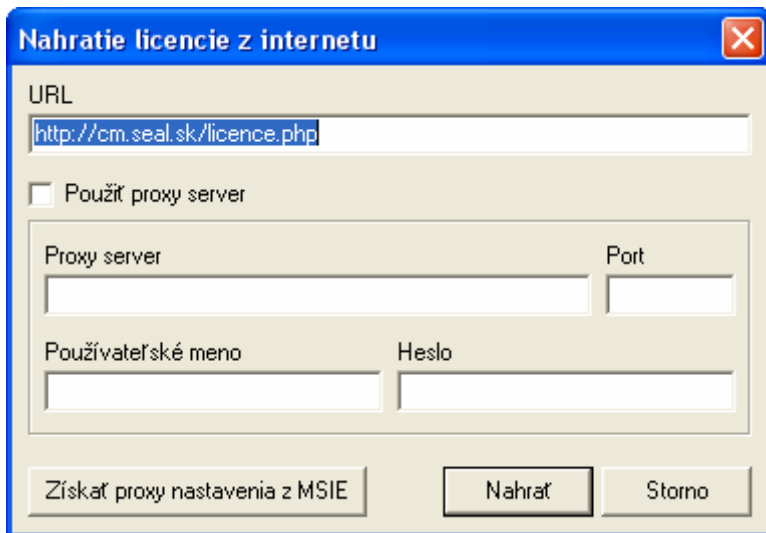 Nahratie licencie z internetu
URL
http://cm.seal.sk/licence.php
Použiť proxy server
Proxy server Port
Používateľské meno Heslo
Získať proxy nastavenia z MSIE Nahrať Storno